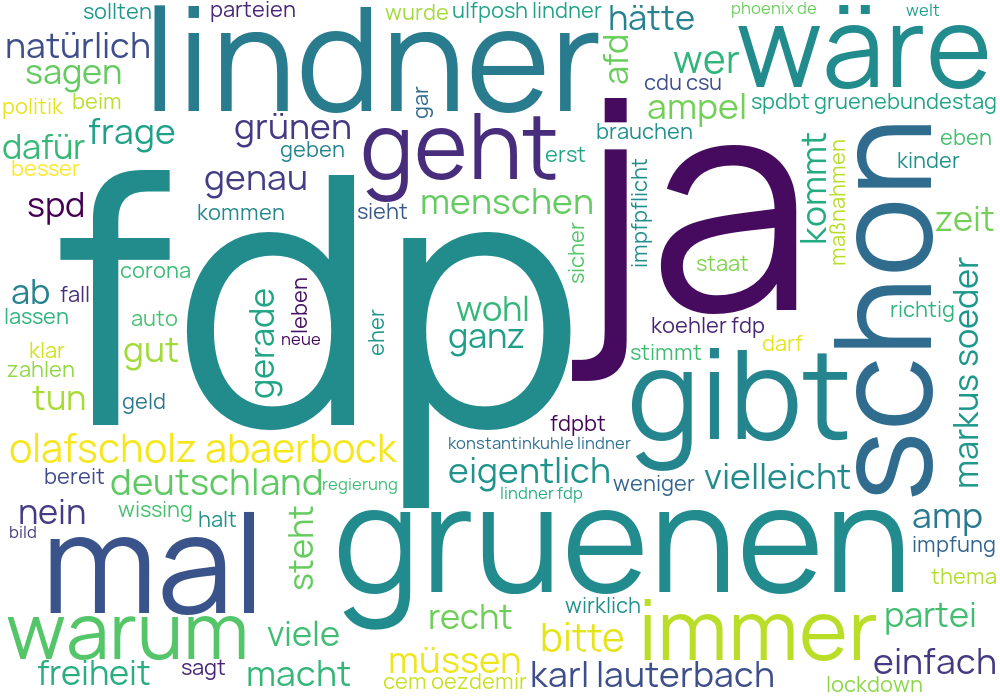 sollten
parteien
wurde
ulfposh lindner
hätte
phoenix de
welt
natürlich
lindner
afd
wer
wäre
sagen
cdu csu
politik
beim
gar
ampel
spdbt gruenebundestag
dafür
frage
grünen
geht
brauchen
eben
geben
erst
ja
kommt
maßnahmen
schon
kinder
besser
genau
impfpflicht
spd
kommen
sieht
menschen
zeit
fdp
sicher
staat
corona
ab
fall
leben
gerade
wohl
ganz
markus soeder
richtig
lassen
auto
neue
eher
koehler fdp
klar
gut
stimmt
darf
zahlen
gibt
tun
geld
fdpbt
olafscholz abaerbock
konstantinkuhle lindner
bereit
deutschland
regierung
eigentlich
weniger
vielleicht
lindner fdp
nein
wissing
halt
steht
gruenen
amp
bild
mal
impfung
thema
wirklich
warum
viele
recht
bitte
immer
partei
freiheit
sagt
macht
müssen
karl lauterbach
einfach
cem oezdemir
lockdown